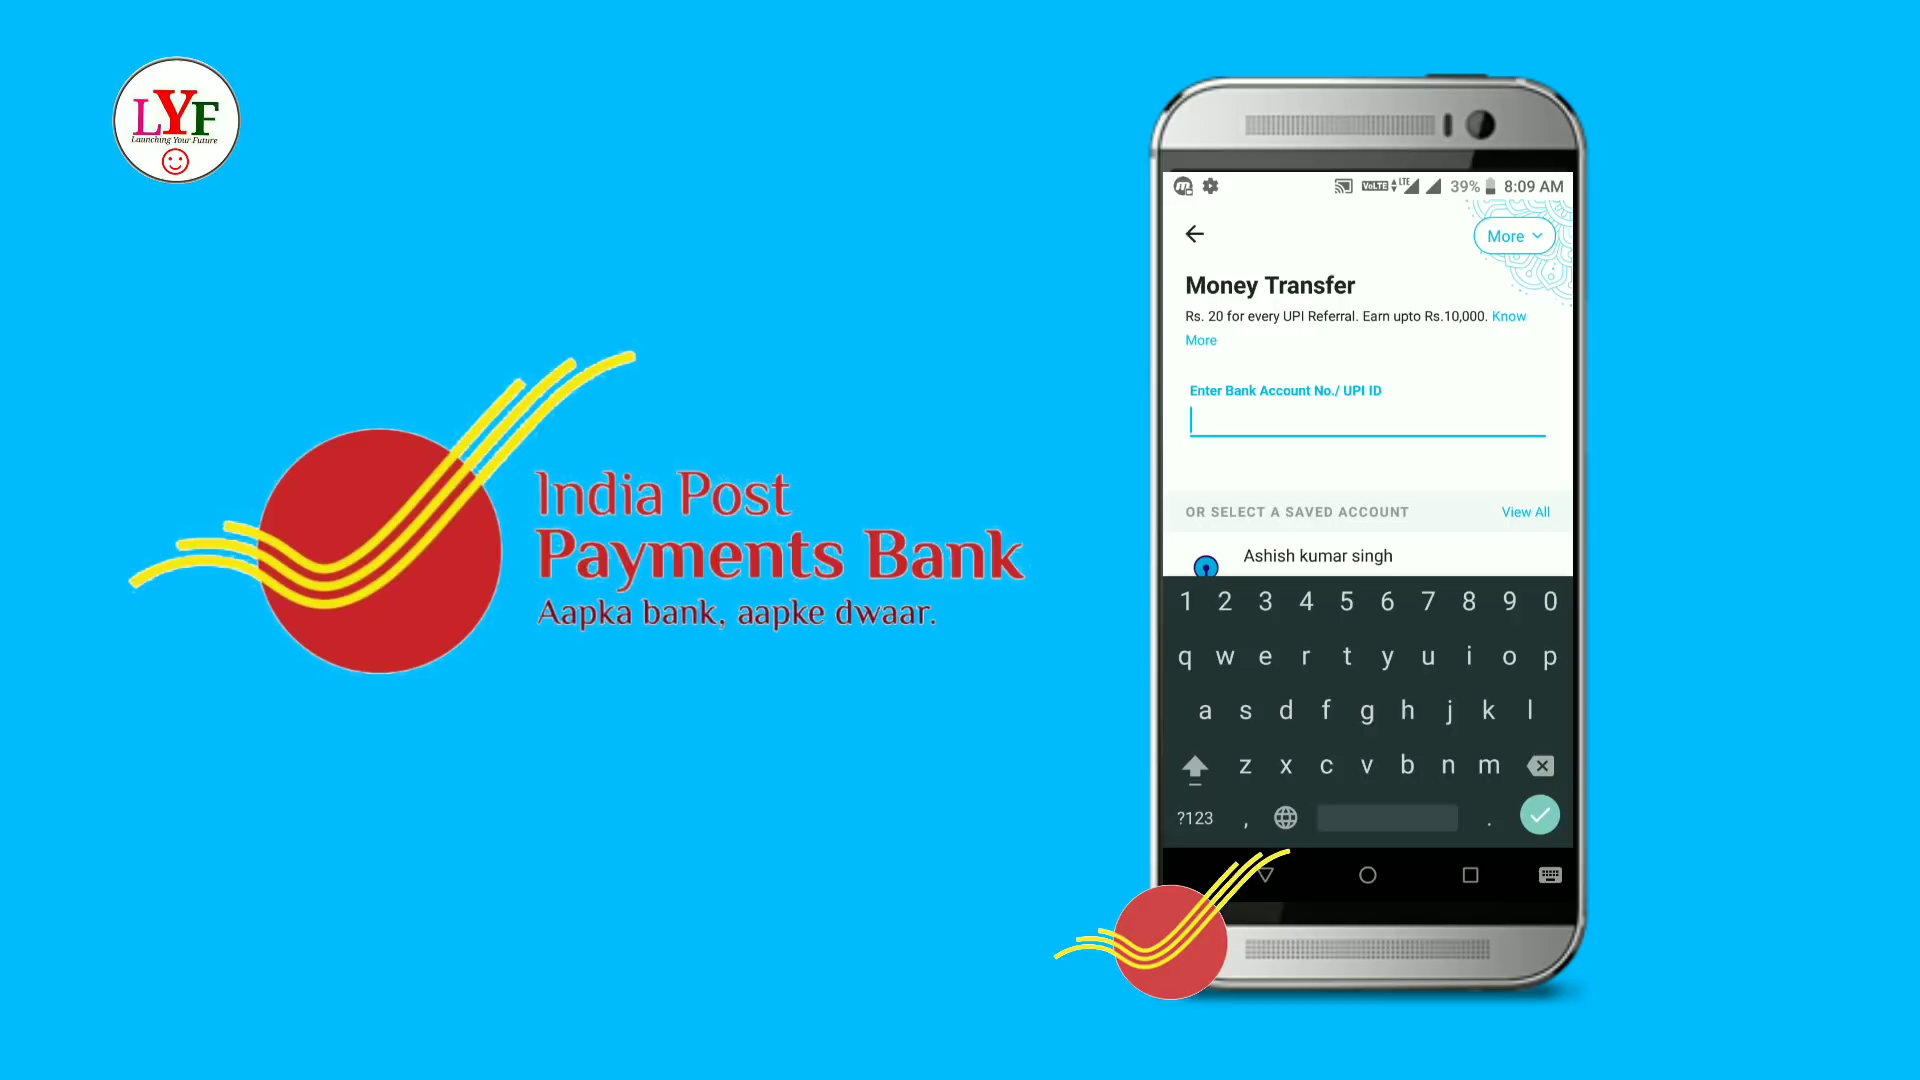 LYF
Launching Your Future
India Post
Payments Bank
Aapka bank, aapke dwaar.
VoLTE LTE 39% 8:09 AM
More
Money Transfer
Rs. 20 for every UPI Referral. Earn upto Rs.10,000. Know
More
Enter Bank Account No./ UPI ID
OR SELECT A SAVED ACCOUNT View All
Ashish kumar singh
1 2 3 4 5 6 7 8 9 0
q w e r t y u i o p
a s d f g h j k l
z x c v b n m
?123 , .